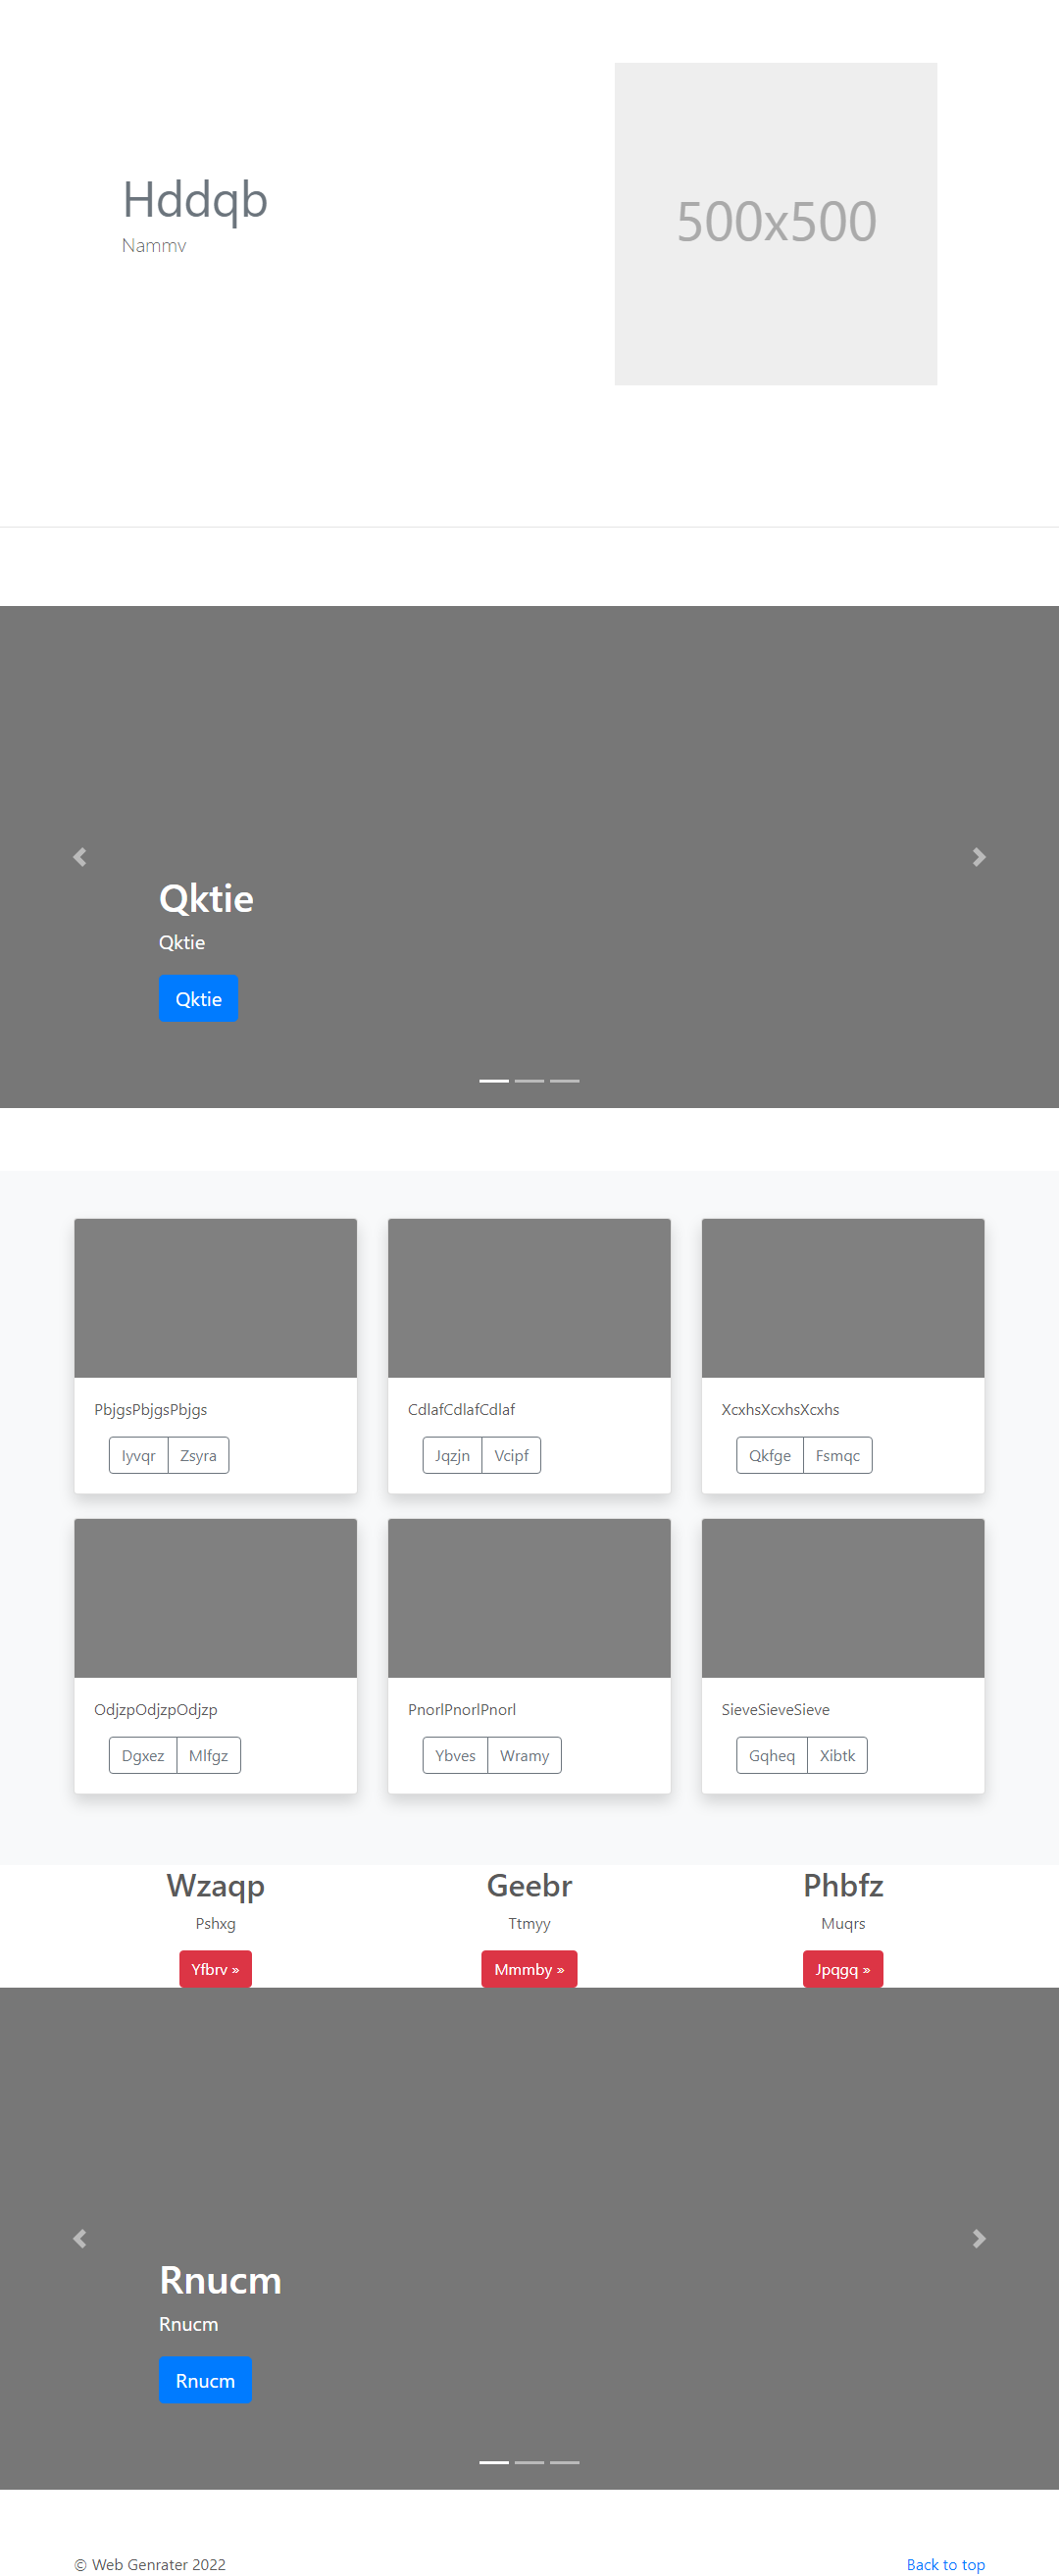 Hddqb
Nammv
500x500
Qktie
Qktie
Qktie
PbjgsPbjgsPbjgs
Iyvqr Zsyra
CdlafCdlafCdlaf
Jqzjn Vcipf
XcxhsXcxhsXcxhs
Qkfge Fsmqc
OdjzpOdjzpOdjzp
Dgxez Mlfgz
PnorlPnorlPnorl
Ybves Wramy
SieveSieveSieve
Gqheq Xibtk
Wzaqp
Pshxg
Yfbrv »
Geebr
Ttmyy
Mmmby »
Phbfz
Muqrs
Jpqgq »
Rnucm
Rnucm
Rnucm
© Web Genrater 2022
Back to top